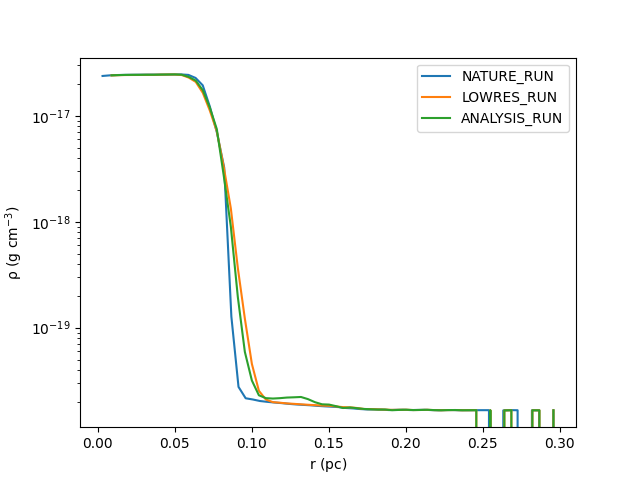 NATURE_RUN
LOWRES_RUN
ANALYSIS_RUN
10⁻¹⁷
10⁻¹⁸
10⁻¹⁹
ρ (g cm⁻³)
0.00 0.05 0.10 0.15 0.20 0.25 0.30
r (pc)